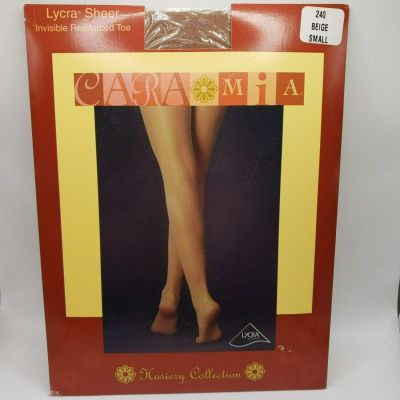 Lycra® Sheer
Invisible Reinforced Toe
240
BEIGE
SMALL
CARA MiA
LYCRA
Hosiery Collection